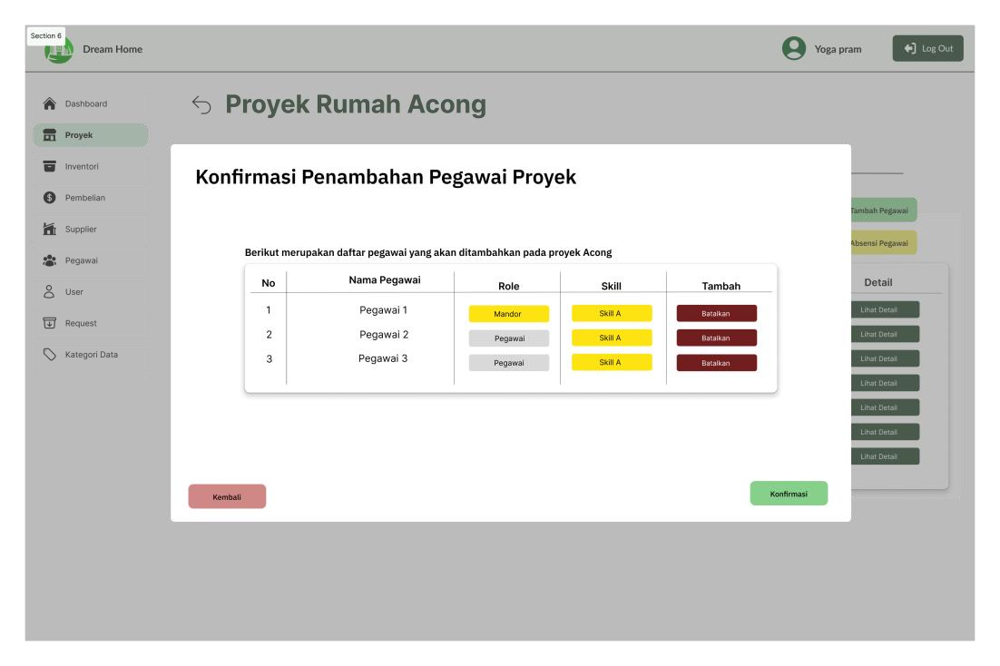 Section 6
Dream Home
Yoga pram
Log Out
Dashboard
Proyek
Inventori
Pembelian
Supplier
Pegawai
User
Request
Kategori Data
Proyek Rumah Acong
Konfirmasi Penambahan Pegawai Proyek
Berikut merupakan daftar pegawai yang akan ditambahkan pada proyek Acong
No Nama Pegawai Role Skill Tambah
1 Pegawai 1 Mandor Skill A Batalkan
2 Pegawai 2 Pegawai Skill A Batalkan
3 Pegawai 3 Pegawai Skill A Batalkan
Kembali
Konfirmasi
Tambah Pegawai
Absensi Pegawai
Detail
Lihat Detail
Lihat Detail
Lihat Detail
Lihat Detail
Lihat Detail
Lihat Detail
Lihat Detail